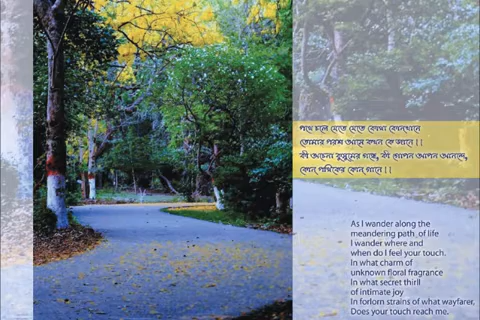 পথে চলে যেতে যেতে কোথা কোনখানে
তোমার পরশ আসে কখন কে জানে।।
কী অচেনা কুসুমের গন্ধে, কী গোপন আপন আনন্দে,
কোন্ পথিকের কোন্ গানে।।
As I wander along the
meandering path of life
I wander where and
when do I feel your touch.
In what charm of
unknown floral fragrance
In what secret thirll
of intimate joy
In forlorn strains of what wayfarer,
Does your touch reach me.